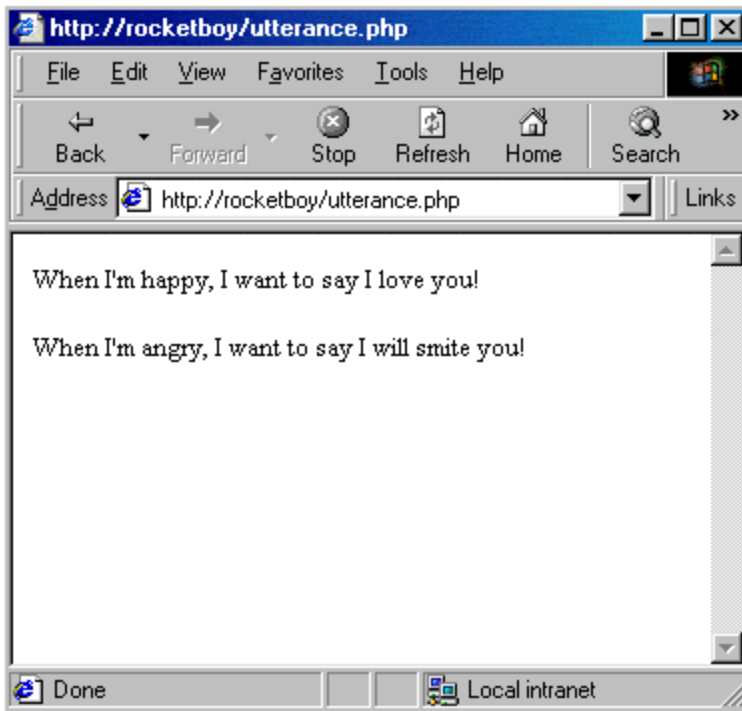 http://rocketboy/utterance.php
File Edit View Favorites Tools Help
Back Forward Stop Refresh Home Search »
Address http://rocketboy/utterance.php Links
When I'm happy, I want to say I love you!
When I'm angry, I want to say I will smite you!
Done Local intranet